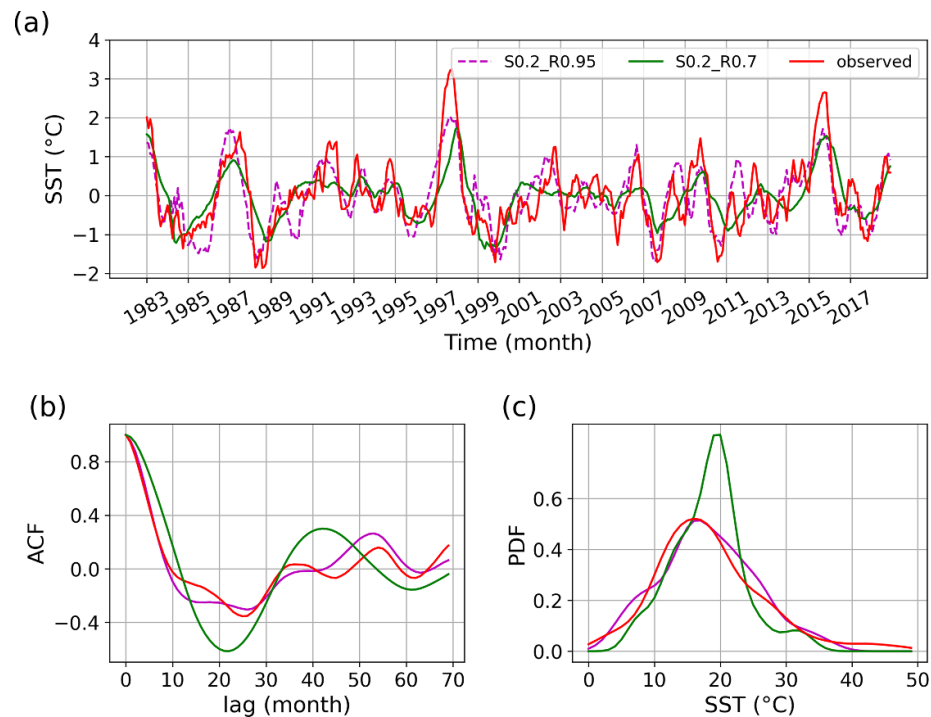 (a)
SST (°C)
4
3
2
1
0
−1
−2
S0.2_R0.95
S0.2_R0.7
observed
1983
1985
1987
1989
1991
1993
1995
1997
1999
2001
2003
2005
2007
2009
2011
2013
2015
2017
Time (month)
(b)
ACF
0.8
0.4
0.0
−0.4
0 10 20 30 40 50 60 70
lag (month)
(c)
PDF
0.6
0.4
0.2
0.0
0 10 20 30 40 50
SST (°C)